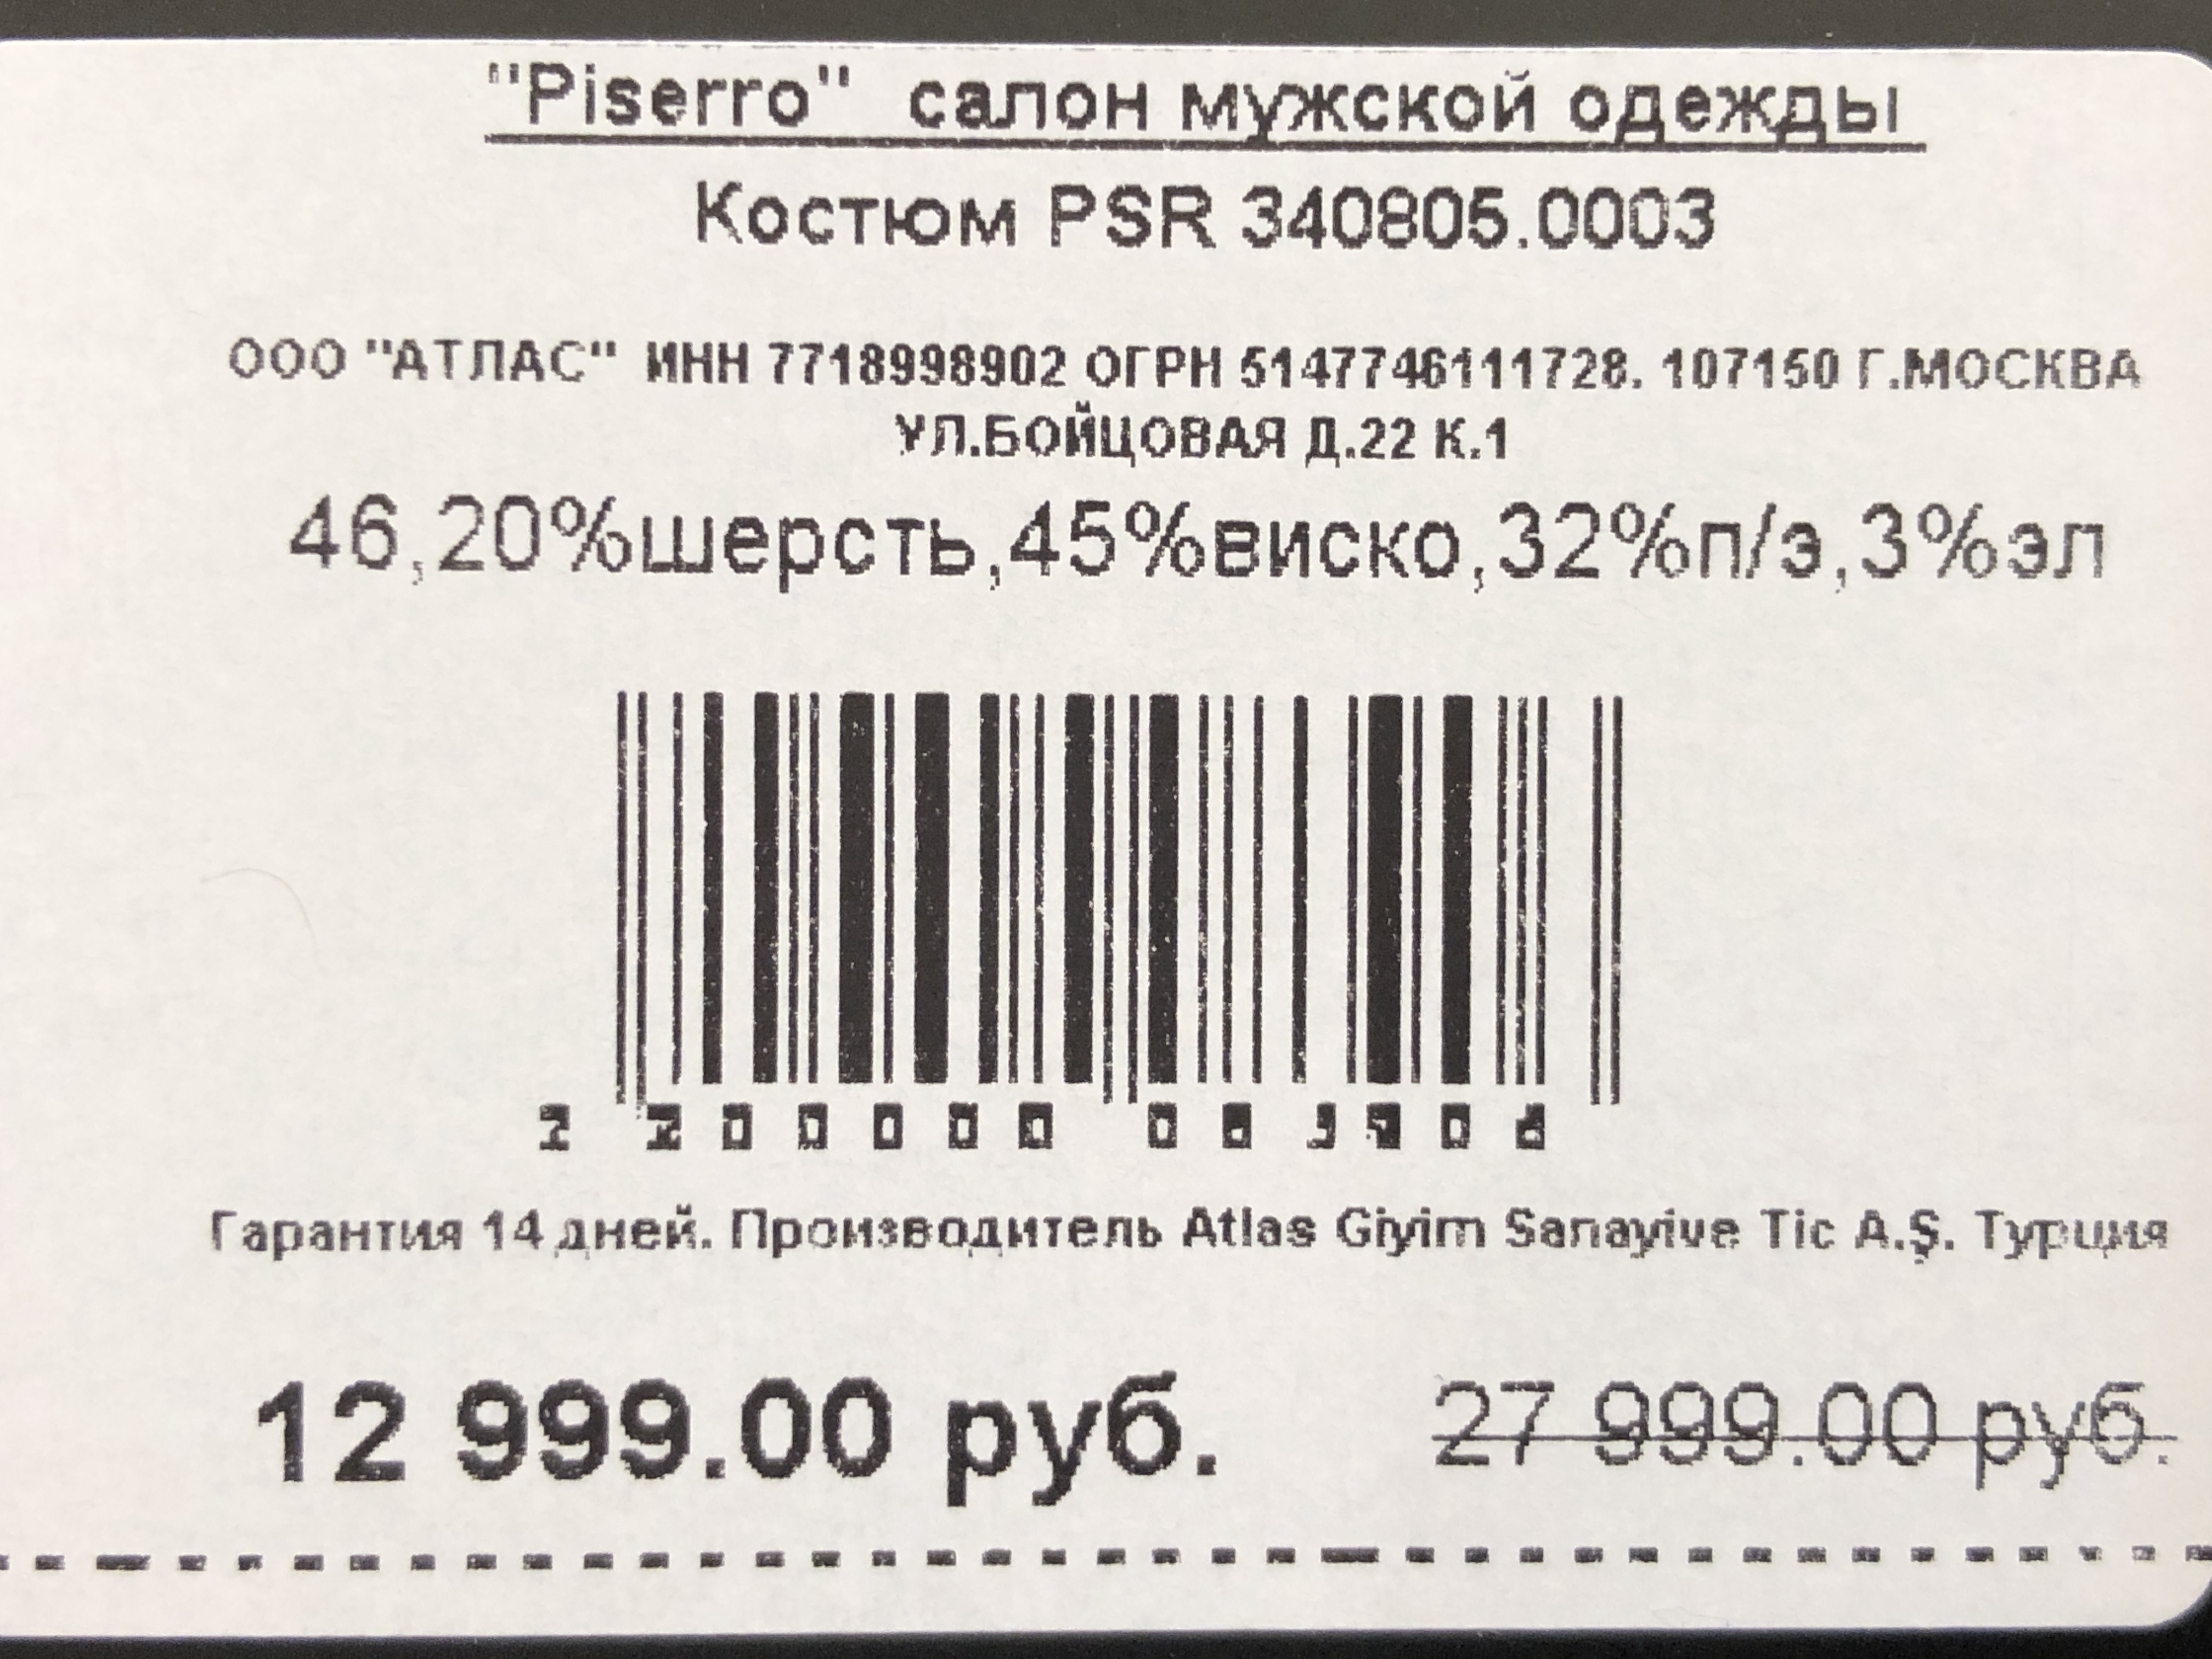 "Piserro" салон мужской одежды
Костюм PSR 340805.0003
ООО "АТЛАС" ИНН 7718998902 ОГРН 5147746111728. 107150 Г.МОСКВА
УЛ.БОЙЦОВАЯ Д.22 К.1
46,20%шерсть,45%виско,32%п/э,3%эл
Гарантия 14 дней. Производитель Atlas Giyim Sanayive Tic A.Ş. Турция
12 999.00 руб. 27 999.00 руб.